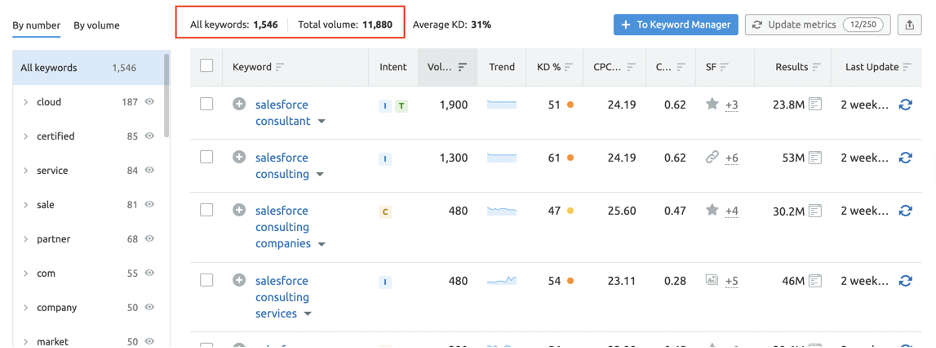 By number By volume All keywords: 1,546 Total volume: 11,880 Average KD: 31% + To Keyword Manager Update metrics 12/250
All keywords 1,546 Keyword Intent Vol... Trend KD % CPC... C... SF Results Last Update
cloud 187
certified 85
service 84
sale 81
partner 68
com 55
company 50
market 50
salesforce
consultant I T 1,900 51 24.19 0.62 +3 23.8M 2 week...
salesforce
consulting I 1,300 61 24.19 0.62 +6 53M 2 week...
salesforce
consulting
companies C 480 47 25.60 0.47 +4 30.2M 2 week...
salesforce
consulting
services I 480 54 23.11 0.28 +5 46M 2 week...